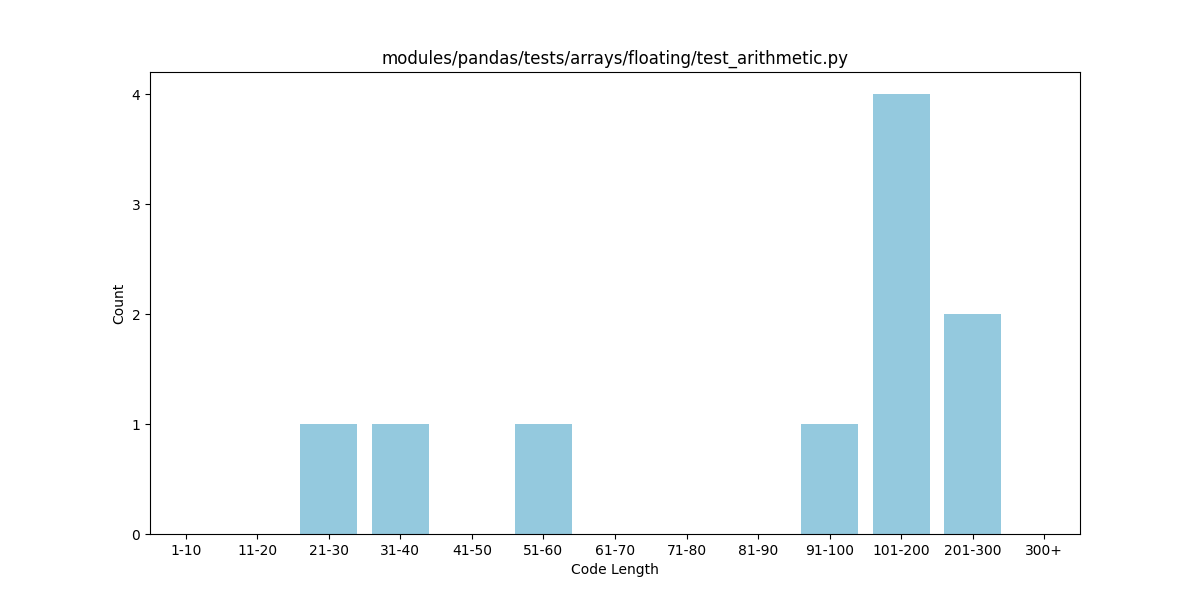 modules/pandas/tests/arrays/floating/test_arithmetic.py
4
3
2
1
0
Count
1-10 11-20 21-30 31-40 41-50 51-60 61-70 71-80 81-90 91-100 101-200 201-300 300+
Code Length